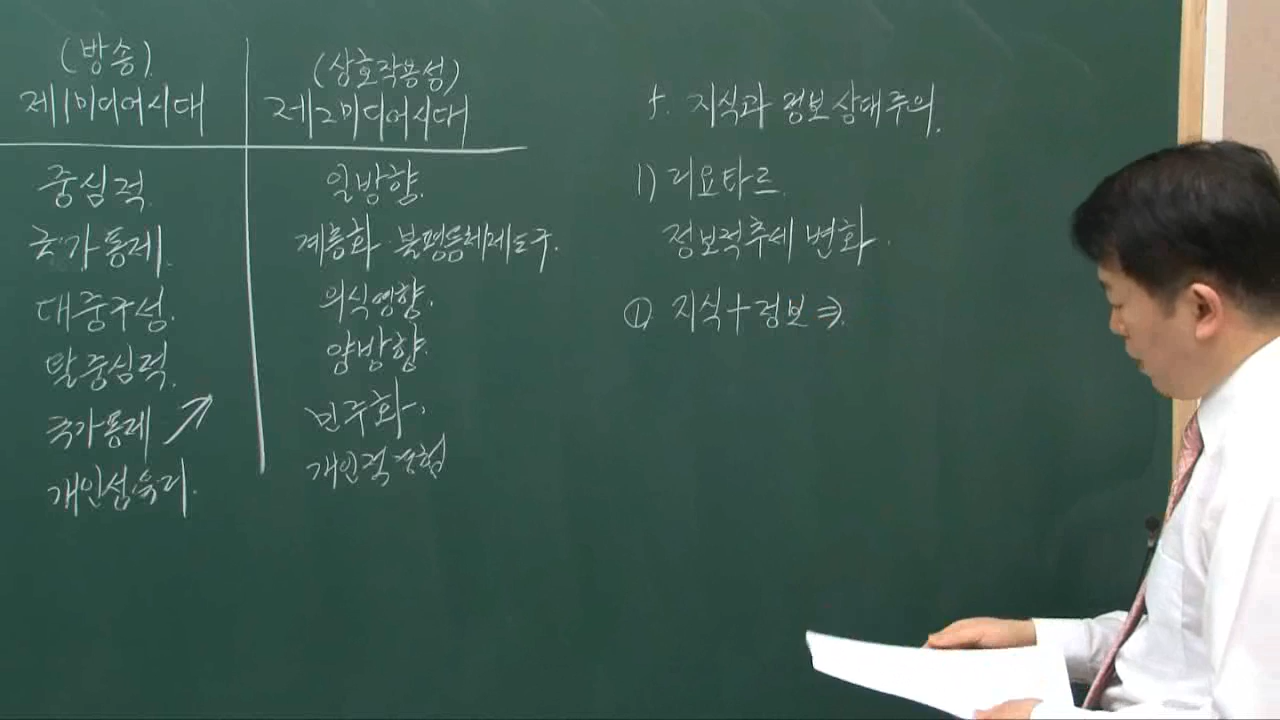 (방송)
제1미디어시대
중심적.
국가통제.
대중구성.
탈중심적.
국가통제 ↗
개인섭육디.
(상호작용성)
제2미디어시대
일방향.
계층화 불평등체제도구.
의식영향.
양방향.
민주화.
개인적경험
5. 지식과 정보상대주의.
1) 리요타르
정보적추세 변화.
① 지식+정보⇒